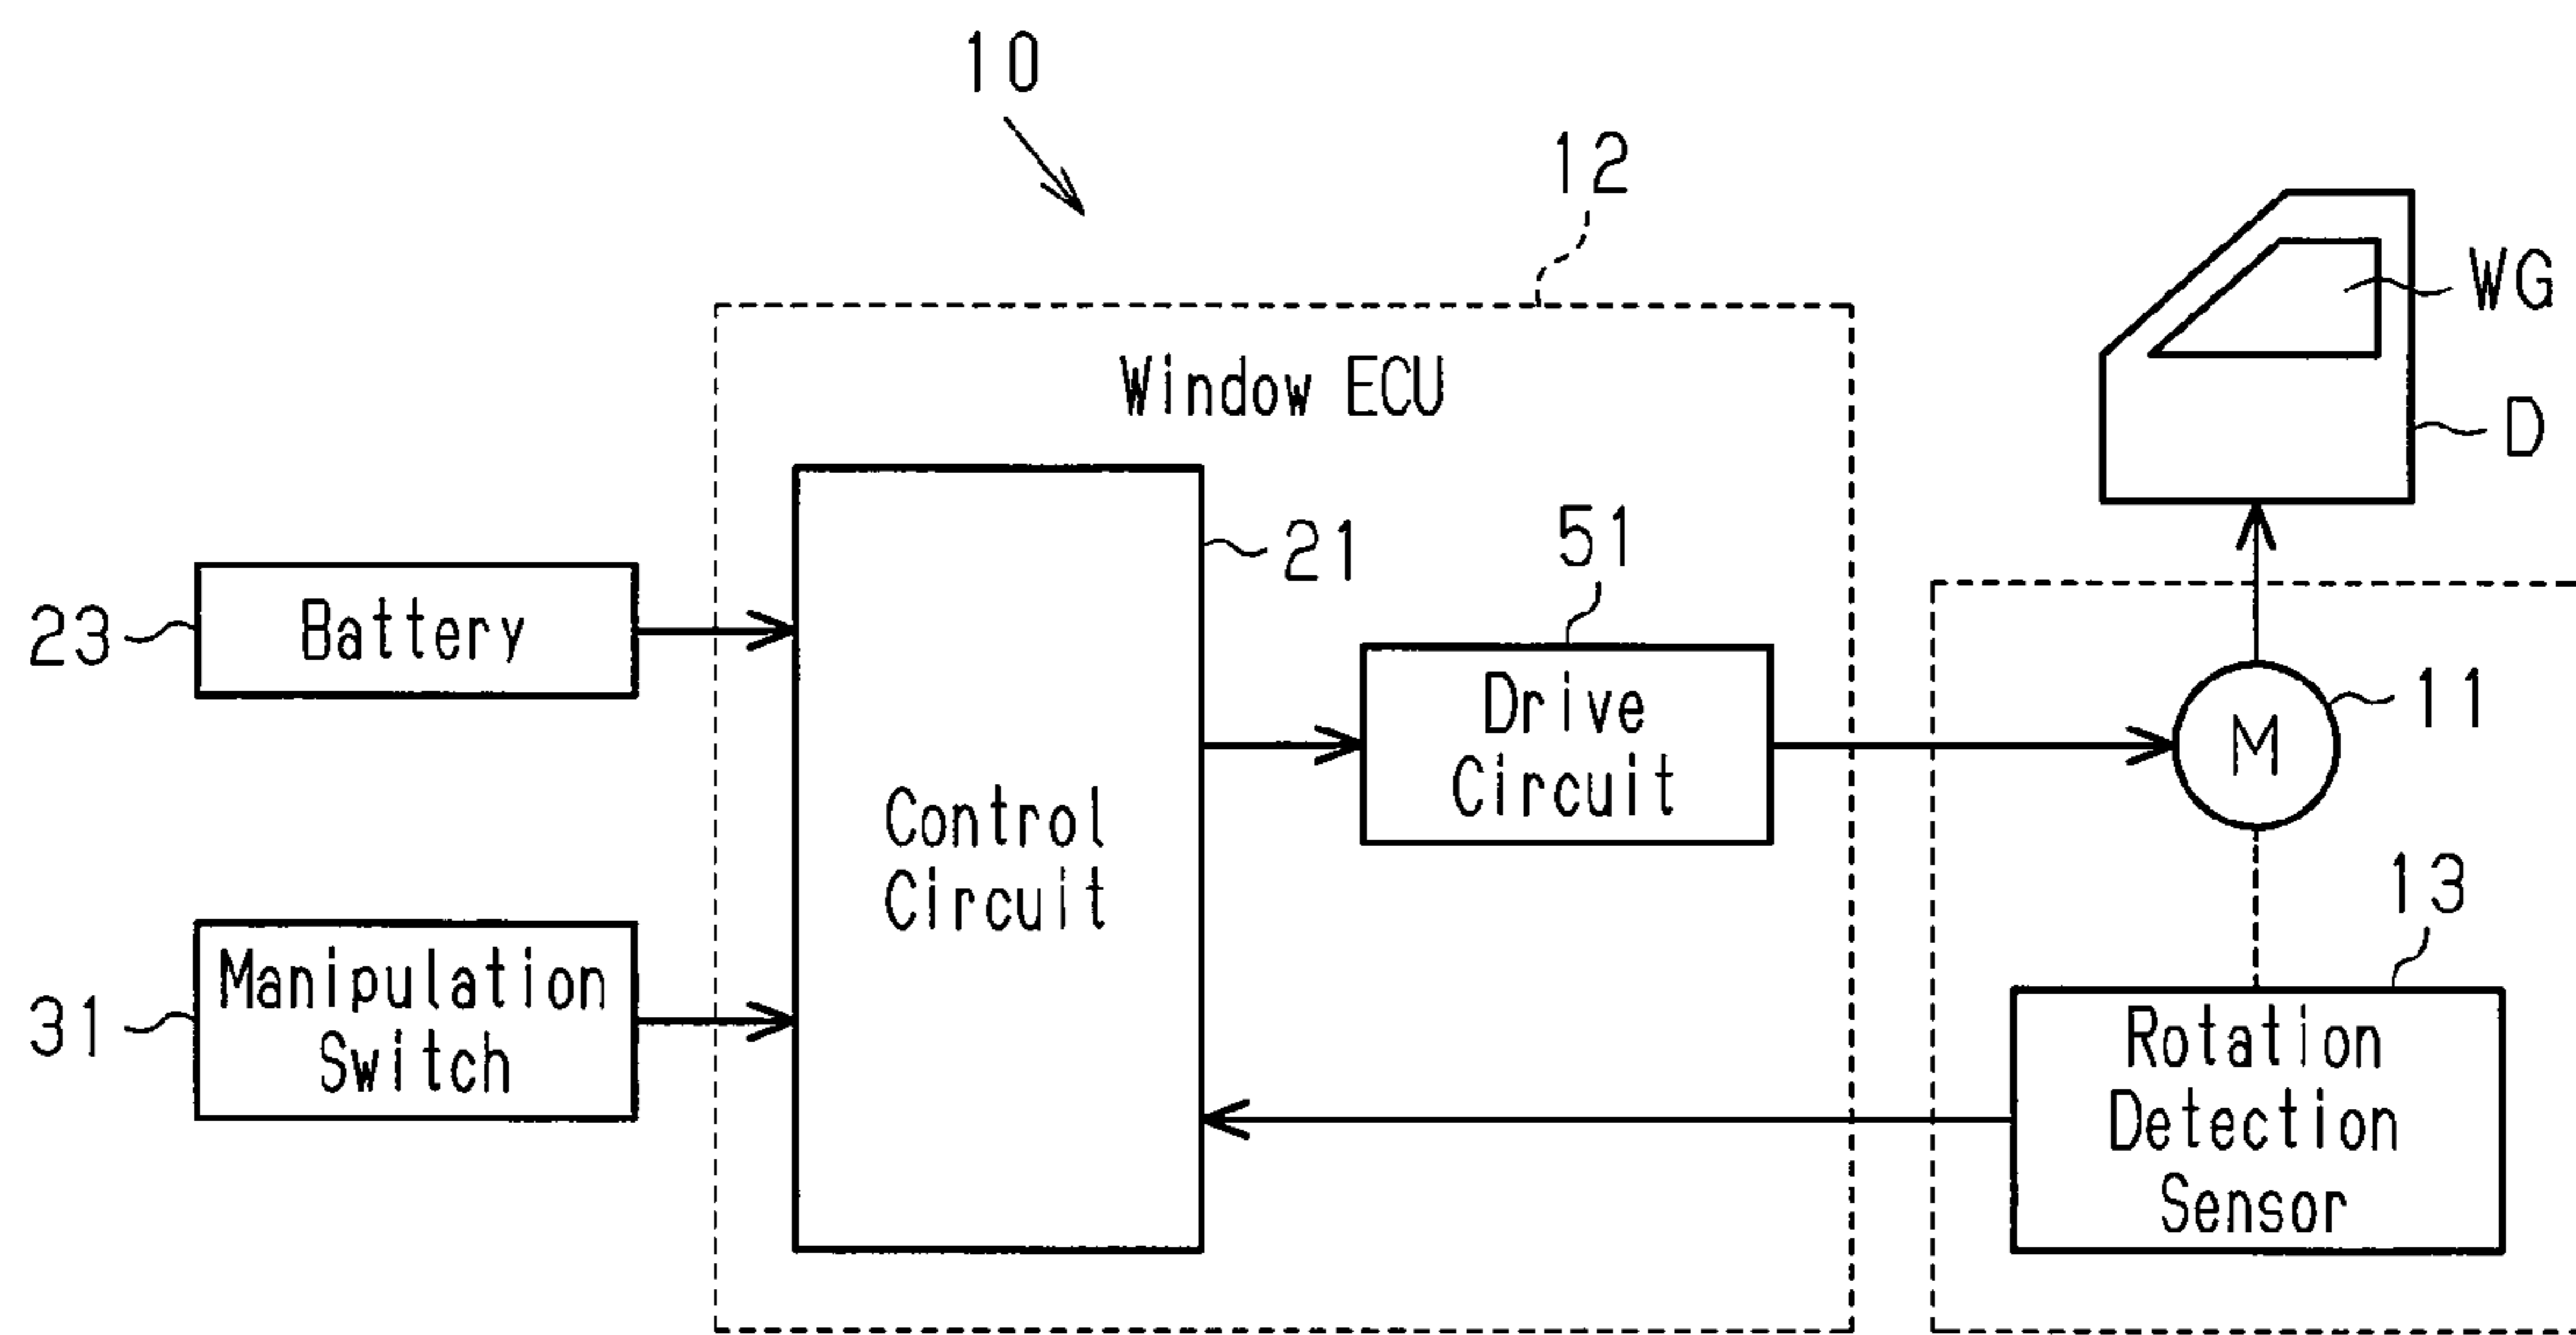 10
12
WG
Window ECU
D
21
51
23
Battery
Drive
Circuit
11
M
Control
Circuit
13
31
Manipulation
Switch
Rotation
Detection
Sensor